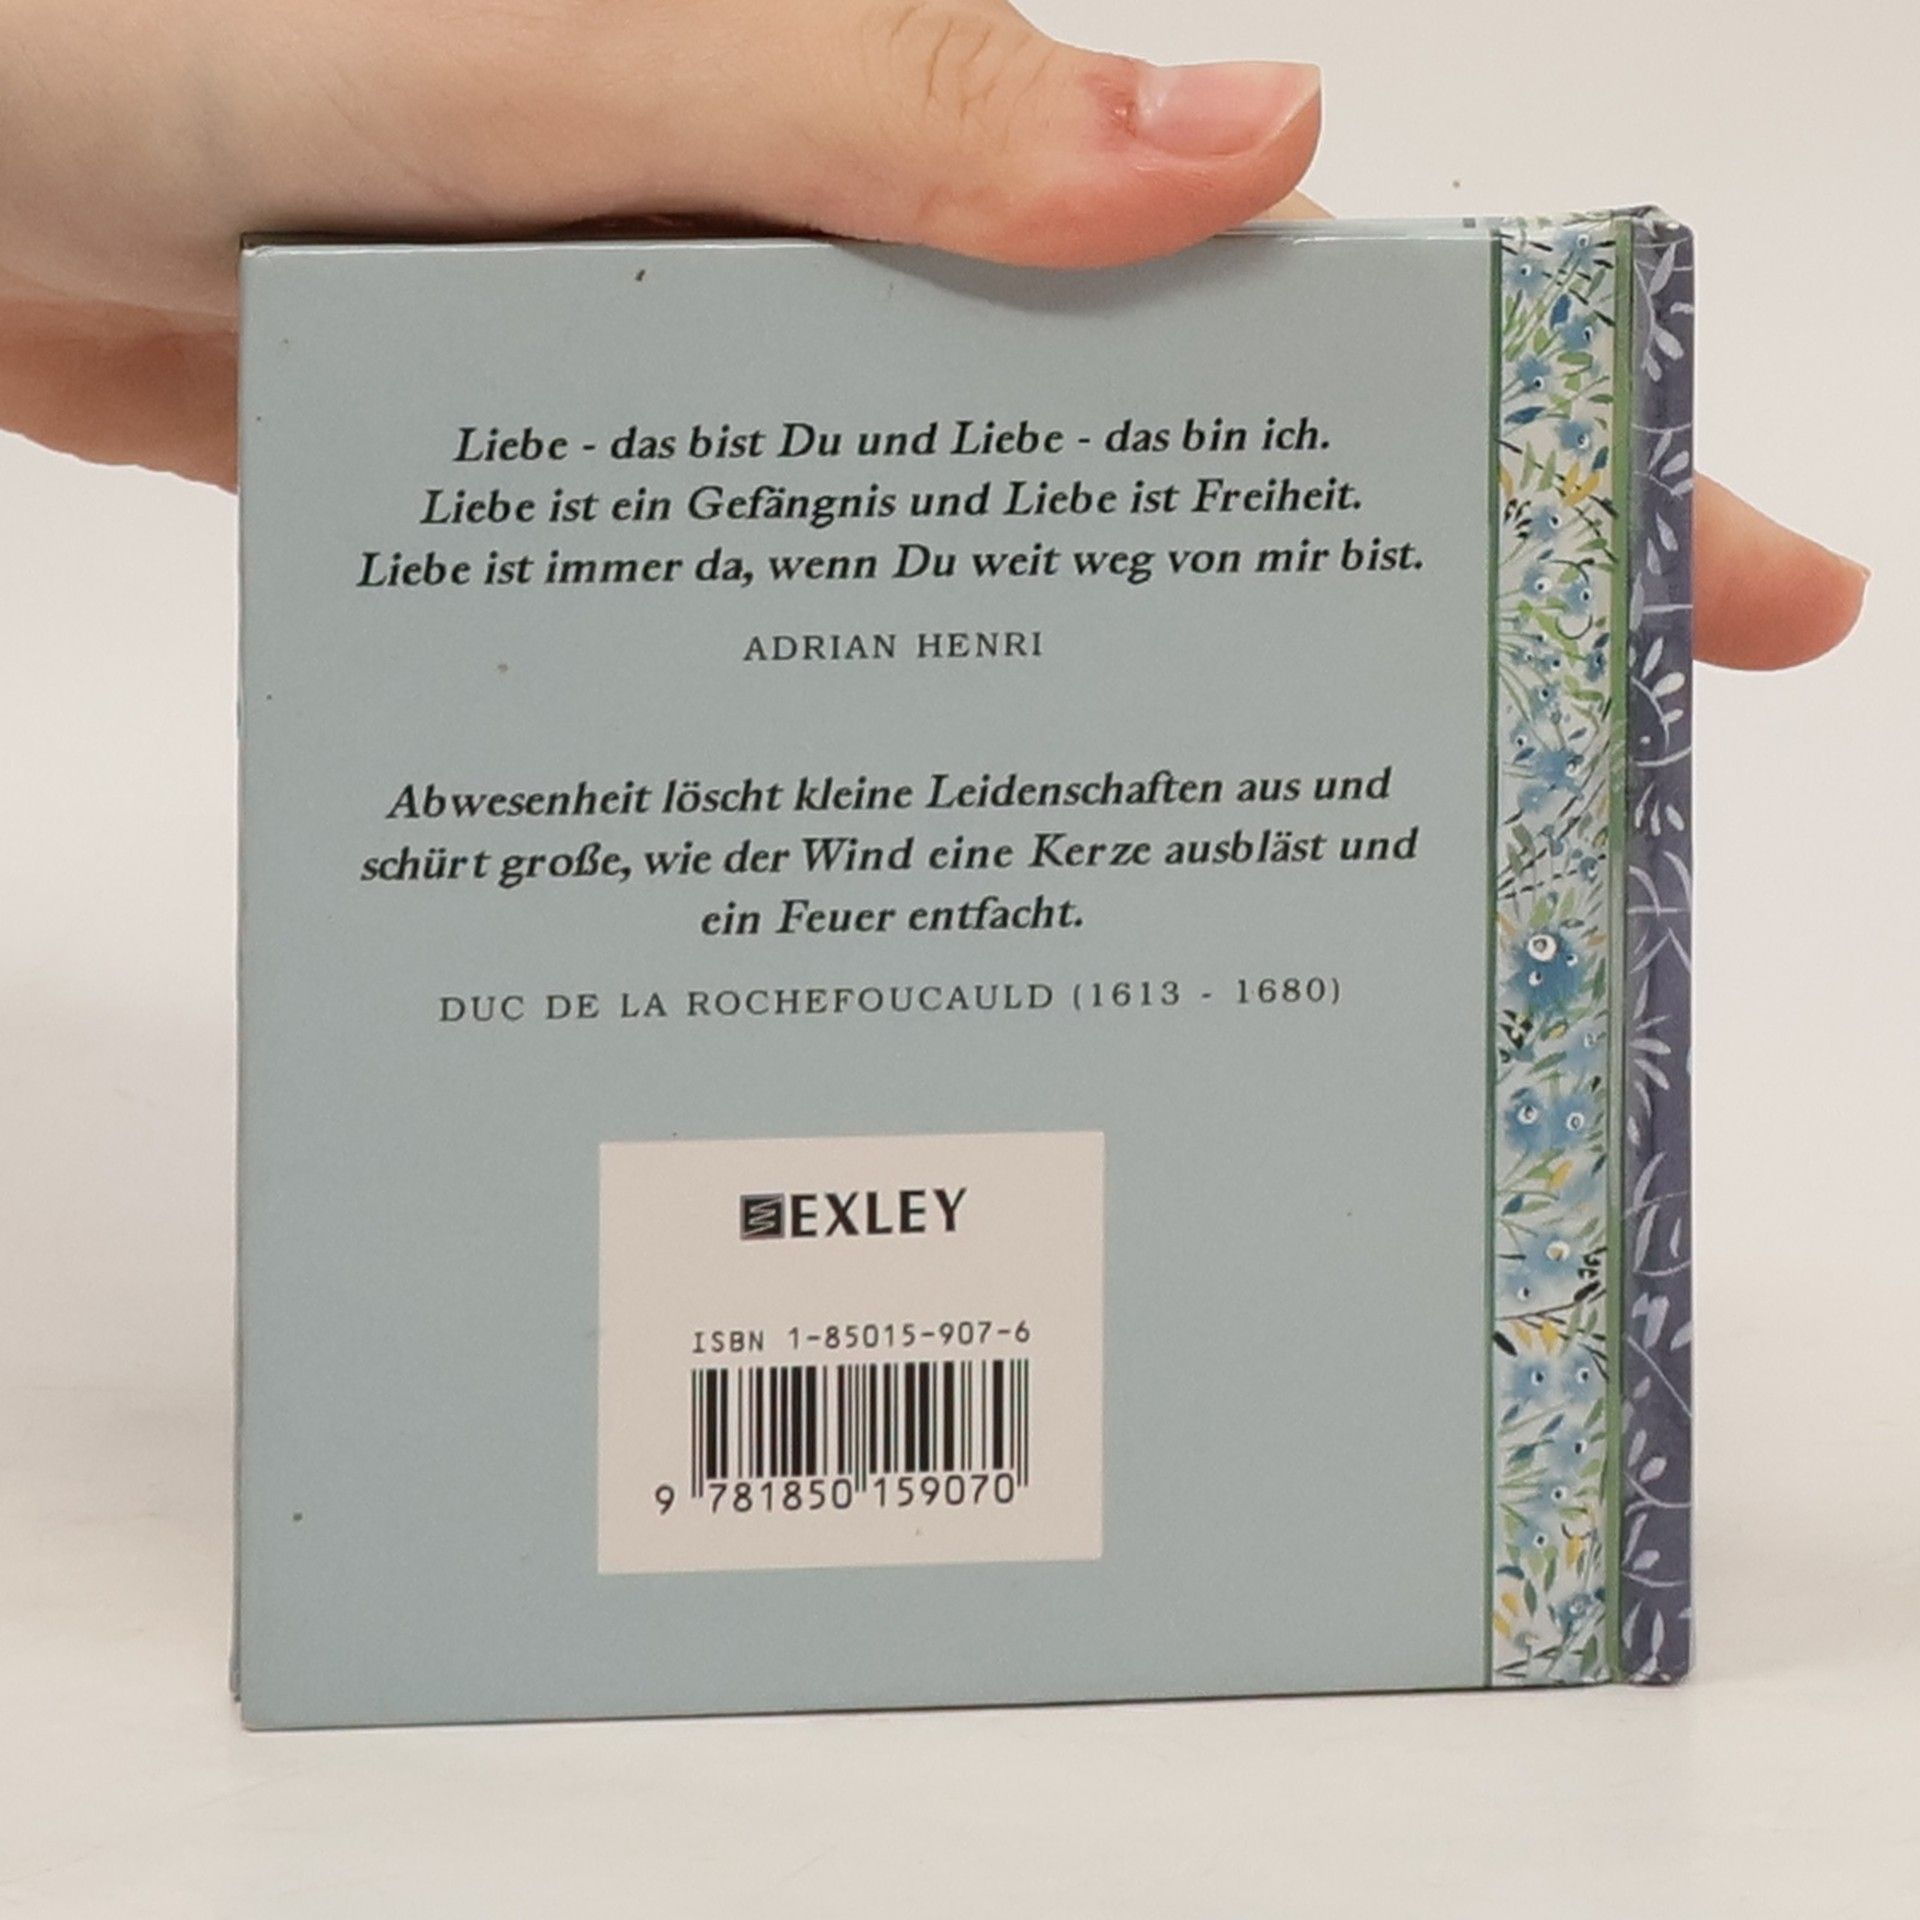 Liebe - das bist Du und Liebe - das bin ich.
Liebe ist ein Gefängnis und Liebe ist Freiheit.
Liebe ist immer da, wenn Du weit weg von mir bist.
ADRIAN HENRI
Abwesenheit löscht kleine Leidenschaften aus und
schürt große, wie der Wind eine Kerze ausbläst und
ein Feuer entfacht.
DUC DE LA ROCHEFOUCAULD (1613 - 1680)
EXLEY
ISBN 1-85015-907-6
9 781850 159070